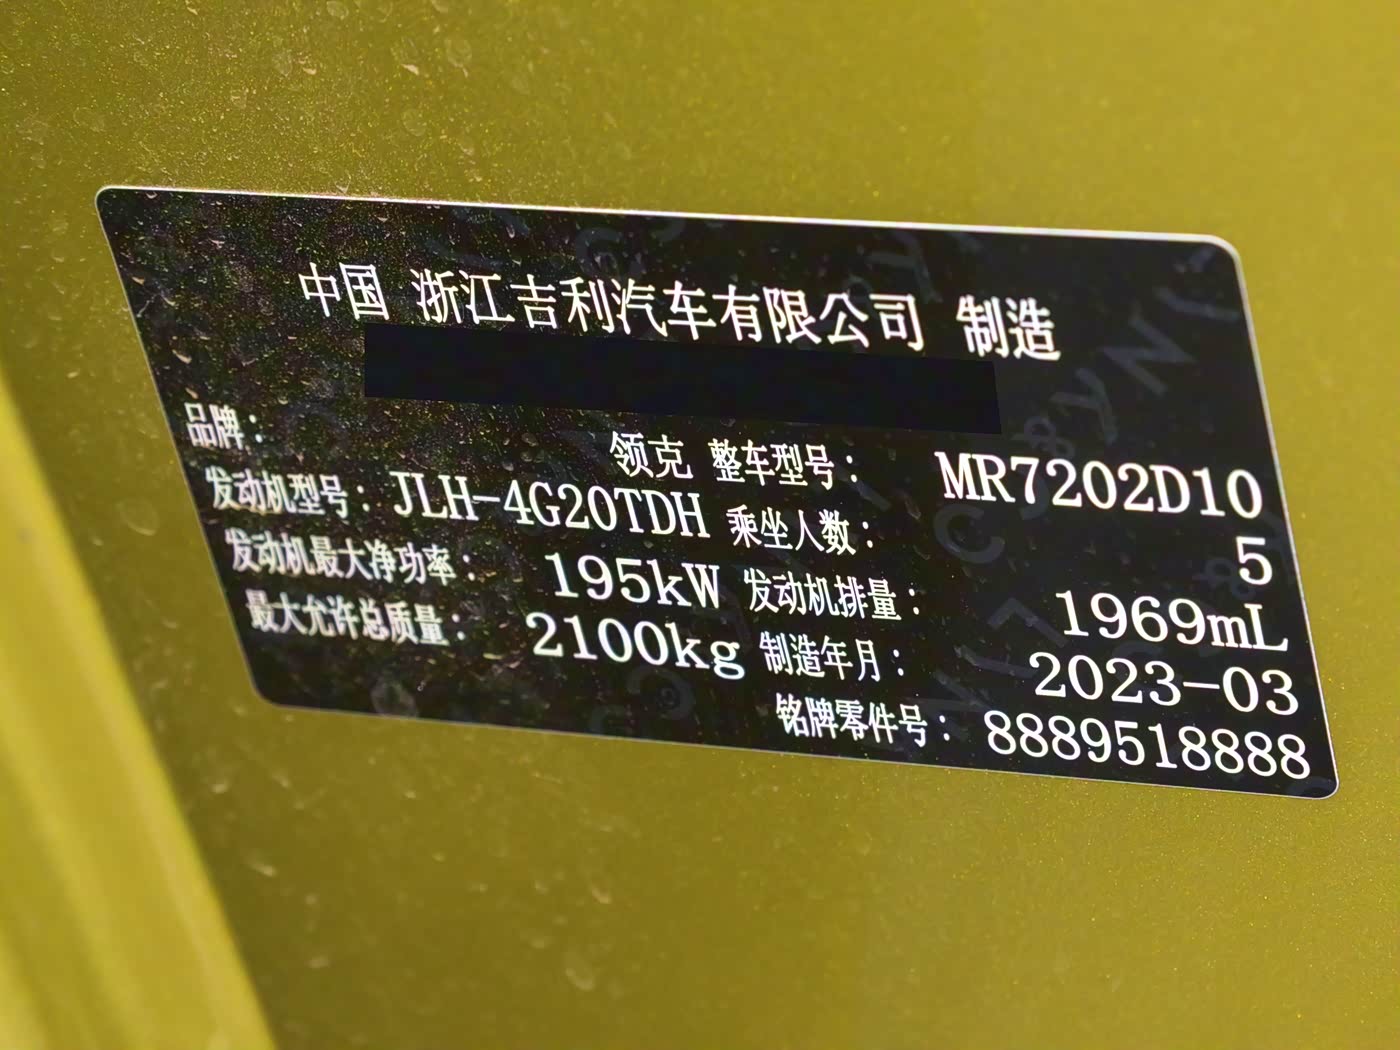 中国 浙江吉利汽车有限公司 制造
品牌： 领克 整车型号： MR7202D10
发动机型号： JLH-4G20TDH 乘坐人数： 5
发动机最大净功率： 195kW 发动机排量： 1969mL
最大允许总质量： 2100kg 制造年月： 2023-03
铭牌零件号： 8889518888